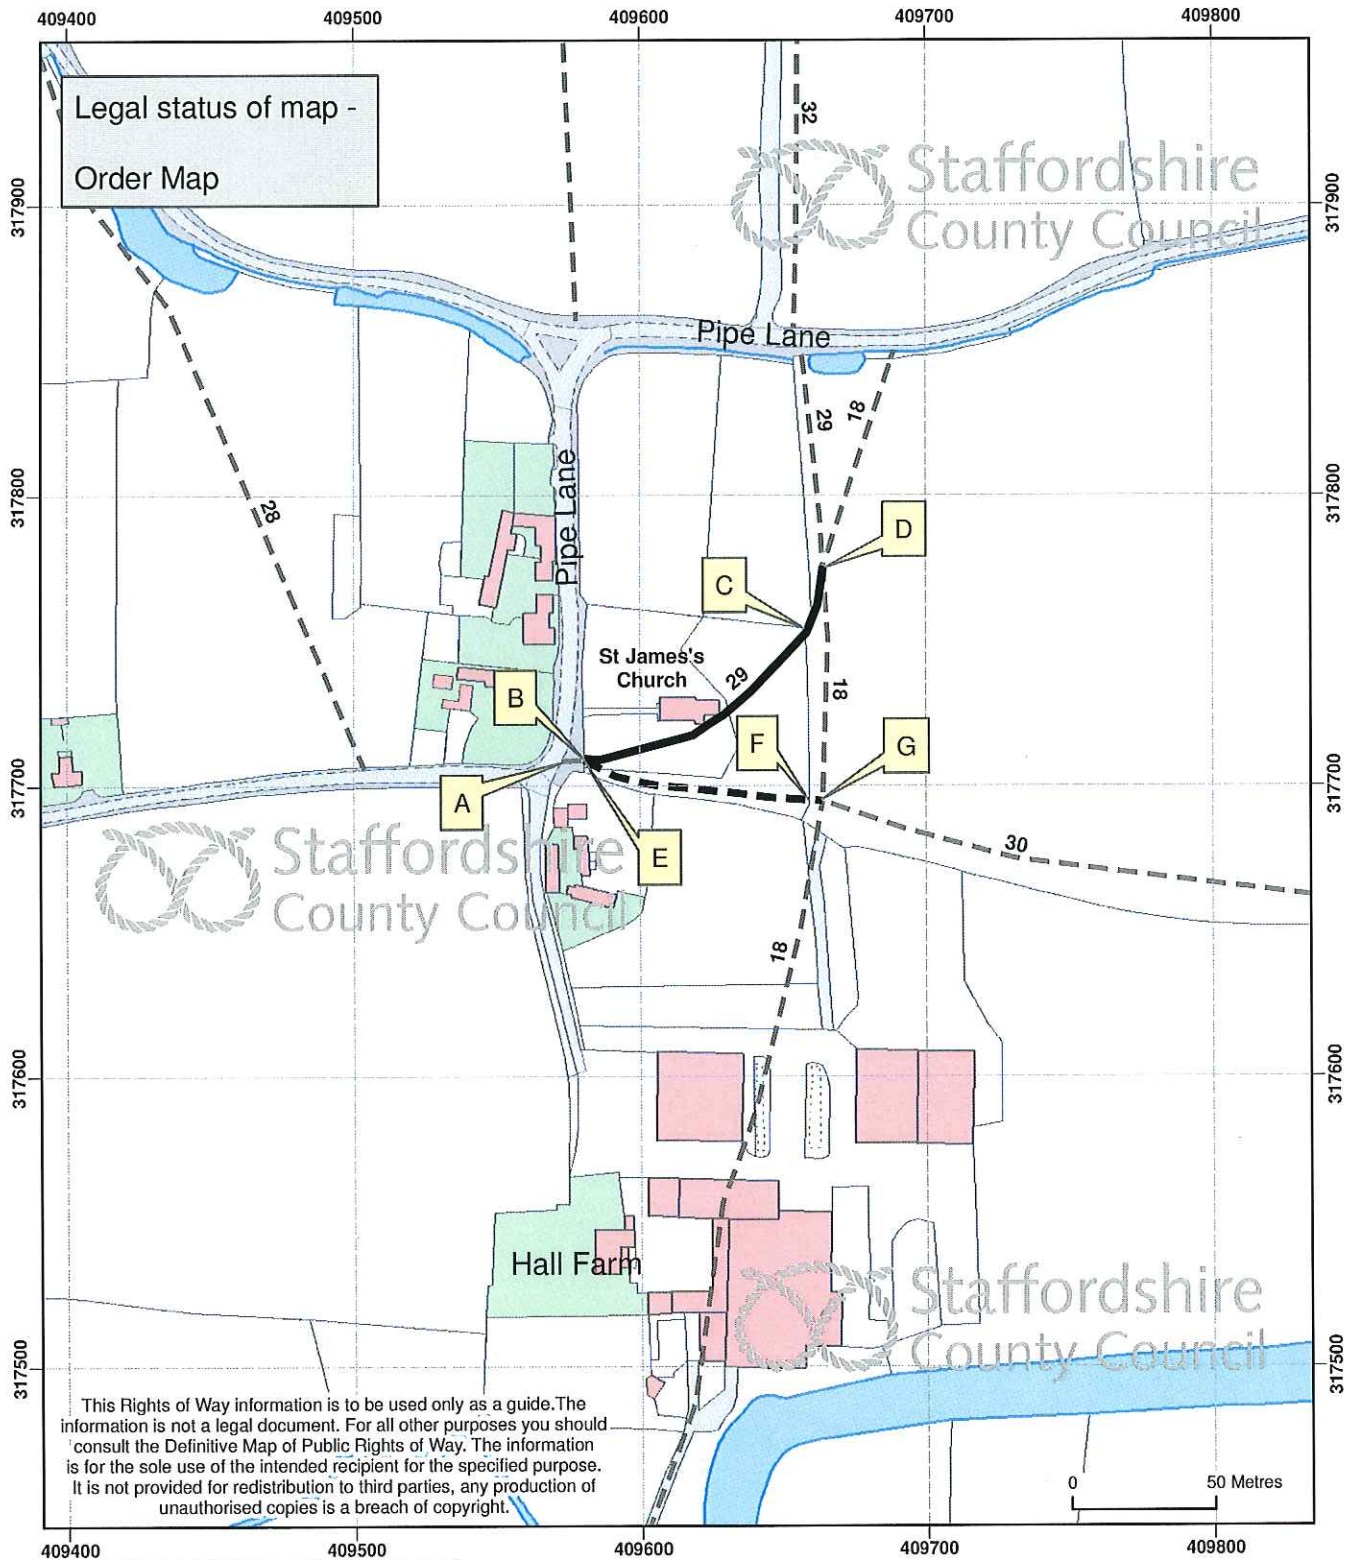 409400 409500 409600 409700 409800
Legal status of map -
Order Map
32
Staffordshire
County Council
317900
317900
Pipe Lane
29
18
28
Pipe Lane
317800
317800
D
C
St James's
Church
29
18
B
F
G
A
E
317700
317700
30
Staffordshire
County Council
18
317600
317600
Hall Farm
Staffordshire
County Council
317500
317500
This Rights of Way information is to be used only as a guide.The
information is not a legal document. For all other purposes you should
consult the Definitive Map of Public Rights of Way. The information
is for the sole use of the intended recipient for the specified purpose.
It is not provided for redistribution to third parties, any production of
unauthorised copies is a breach of copyright.
0 50 Metres
409400 409500 409600 409700 409800